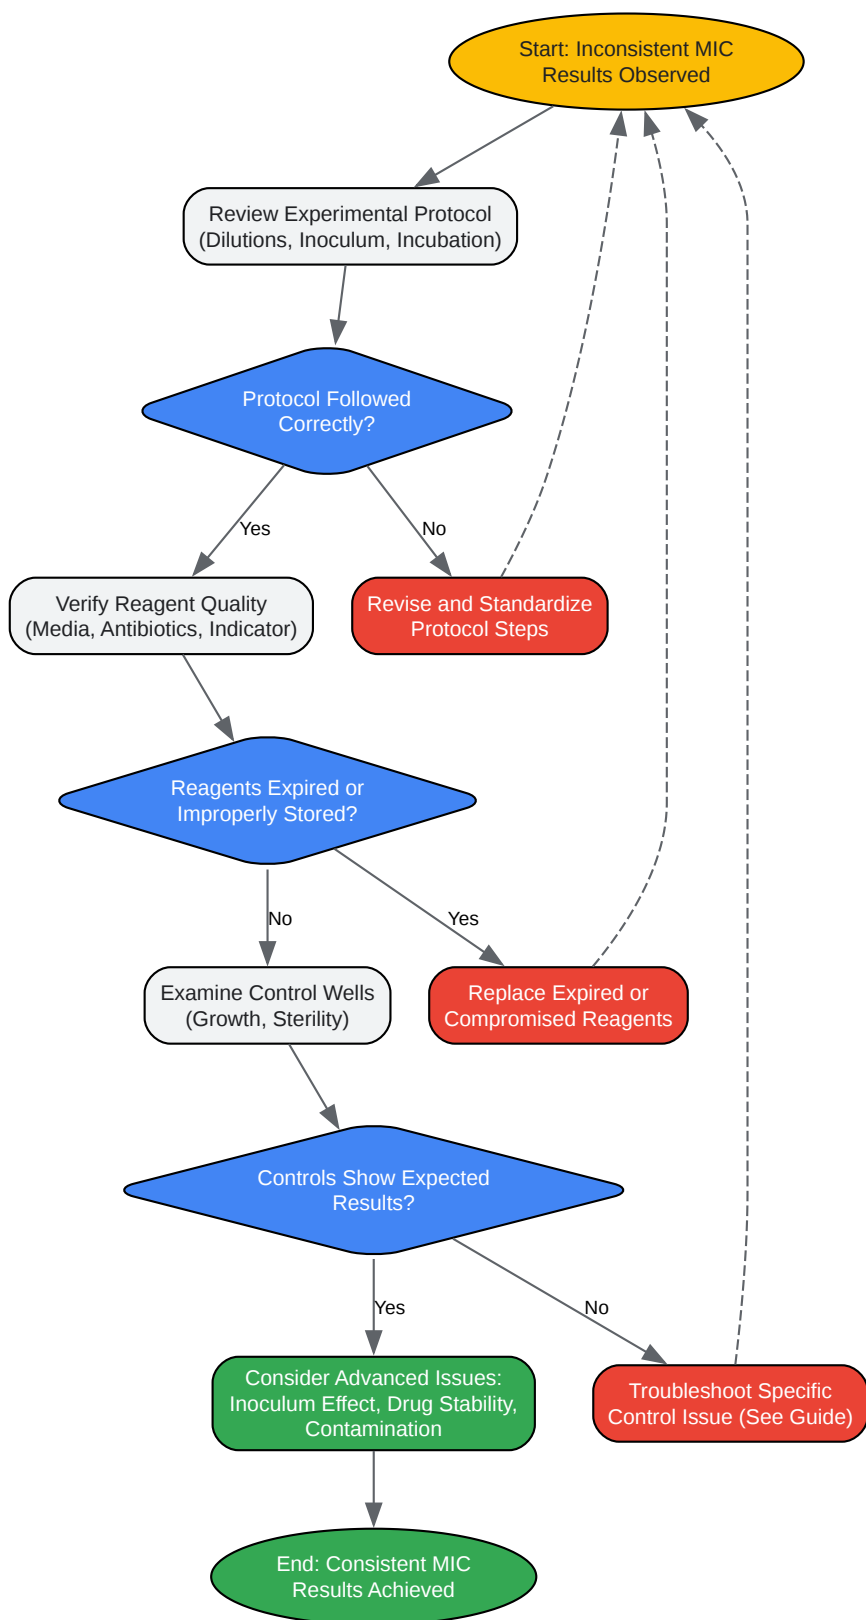 Start: Inconsistent MIC
Results Observed
Review Experimental Protocol
(Dilutions, Inoculum, Incubation)
Protocol Followed
Correctly?
Yes
No
Verify Reagent Quality
(Media, Antibiotics, Indicator)
Revise and Standardize
Protocol Steps
Reagents Expired or
Improperly Stored?
No
Yes
Examine Control Wells
(Growth, Sterility)
Replace Expired or
Compromised Reagents
Controls Show Expected
Results?
Yes
No
Consider Advanced Issues:
Inoculum Effect, Drug Stability,
Contamination
Troubleshoot Specific
Control Issue (See Guide)
End: Consistent MIC
Results Achieved